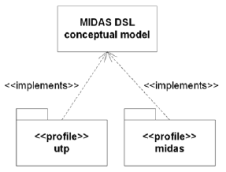 MIDAS DSL
conceptual model
<<implements>>
<<implements>>
<<profile>>
utp
<<profile>>
midas